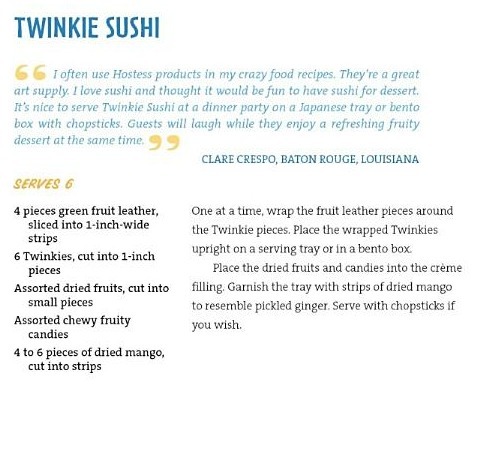 TWINKIE SUSHI
“ I often use Hostess products in my crazy food recipes. They're a great
art supply. I love sushi and thought it would be fun to have sushi for dessert.
It's nice to serve Twinkie Sushi at a dinner party on a Japanese tray or bento
box with chopsticks. Guests will laugh while they enjoy a refreshing fruity
dessert at the same time. ”
CLARE CRESPO, BATON ROUGE, LOUISIANA
SERVES 6
4 pieces green fruit leather,
sliced into 1-inch-wide
strips
6 Twinkies, cut into 1-inch
pieces
Assorted dried fruits, cut into
small pieces
Assorted chewy fruity
candies
4 to 6 pieces of dried mango,
cut into strips
One at a time, wrap the fruit leather pieces around
the Twinkie pieces. Place the wrapped Twinkies
upright on a serving tray or in a bento box.
Place the dried fruits and candies into the crème
filling. Garnish the tray with strips of dried mango
to resemble pickled ginger. Serve with chopsticks if
you wish.